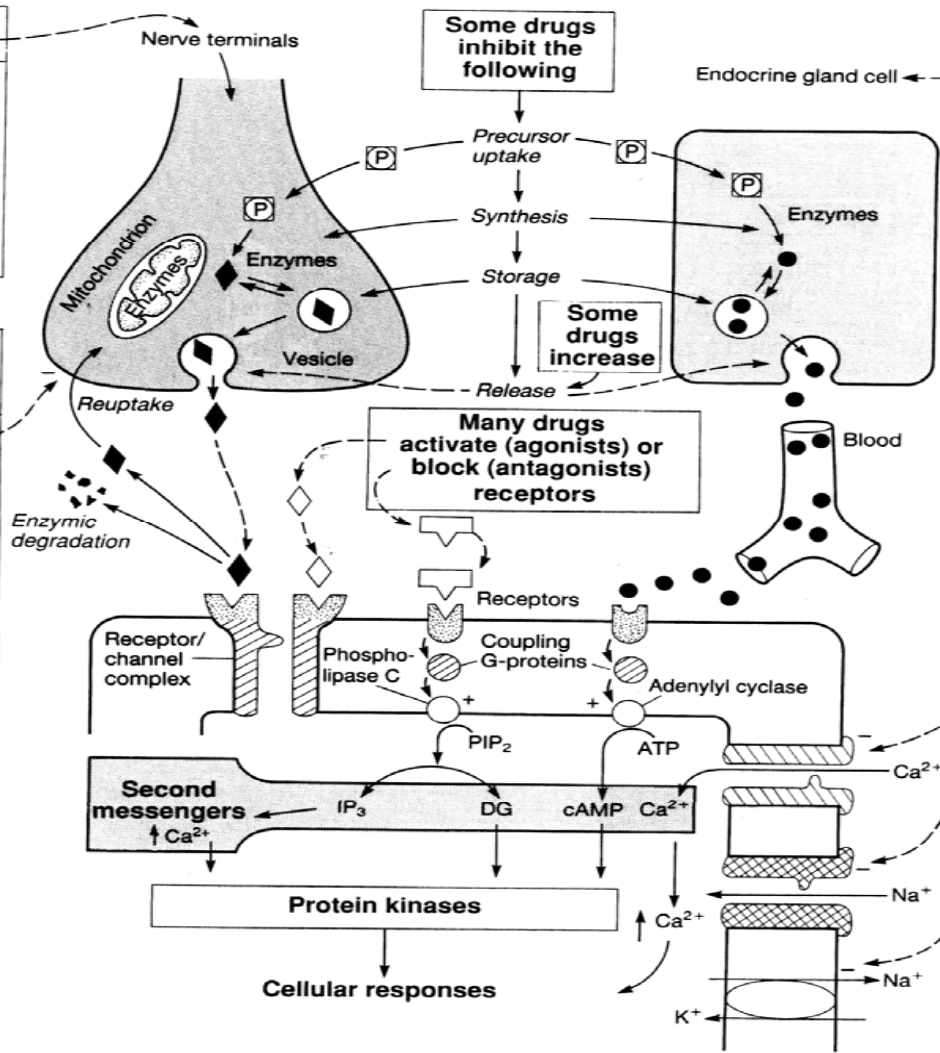 Nerve terminals
Some drugs
inhibit the
following
Endocrine gland cell
Precursor
uptake
P
P
P
P
Enzymes
Synthesis
Mitochondrion
Enzymes
Enzymes
Storage
Some
drugs
increase
Vesicle
Release
Reuptake
Many drugs
activate (agonists) or
block (antagonists)
receptors
Blood
Enzymic
degradation
Receptors
Receptor/
channel
complex
Phospho-
lipase C
Coupling
G-proteins
Adenylyl cyclase
+
+
PIP₂
ATP
Ca²⁺
Second
messengers
↑ Ca²⁺
IP₃
DG
cAMP
Ca²⁺
Protein kinases
Na⁺
↑ Ca²⁺
Cellular responses
Na⁺
K⁺